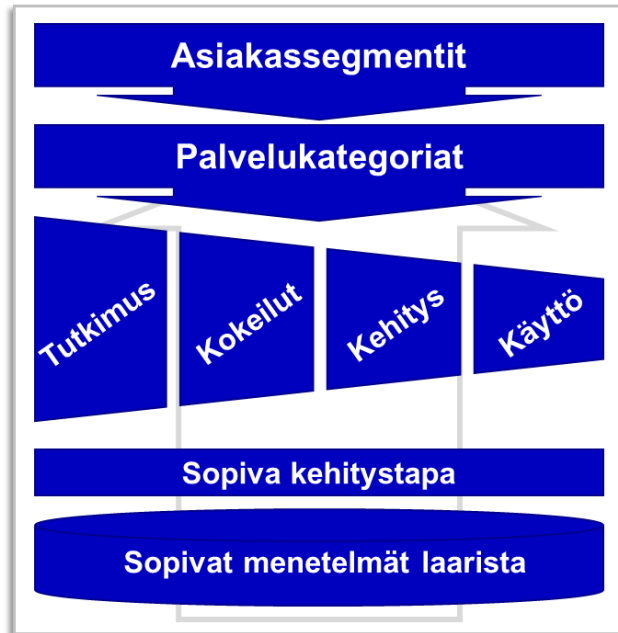 Asiakassegmentit
Palvelukategoriat
Tutkimus
Kokeilut
Kehitys
Käyttö
Sopiva kehitystapa
Sopivat menetelmät laarista